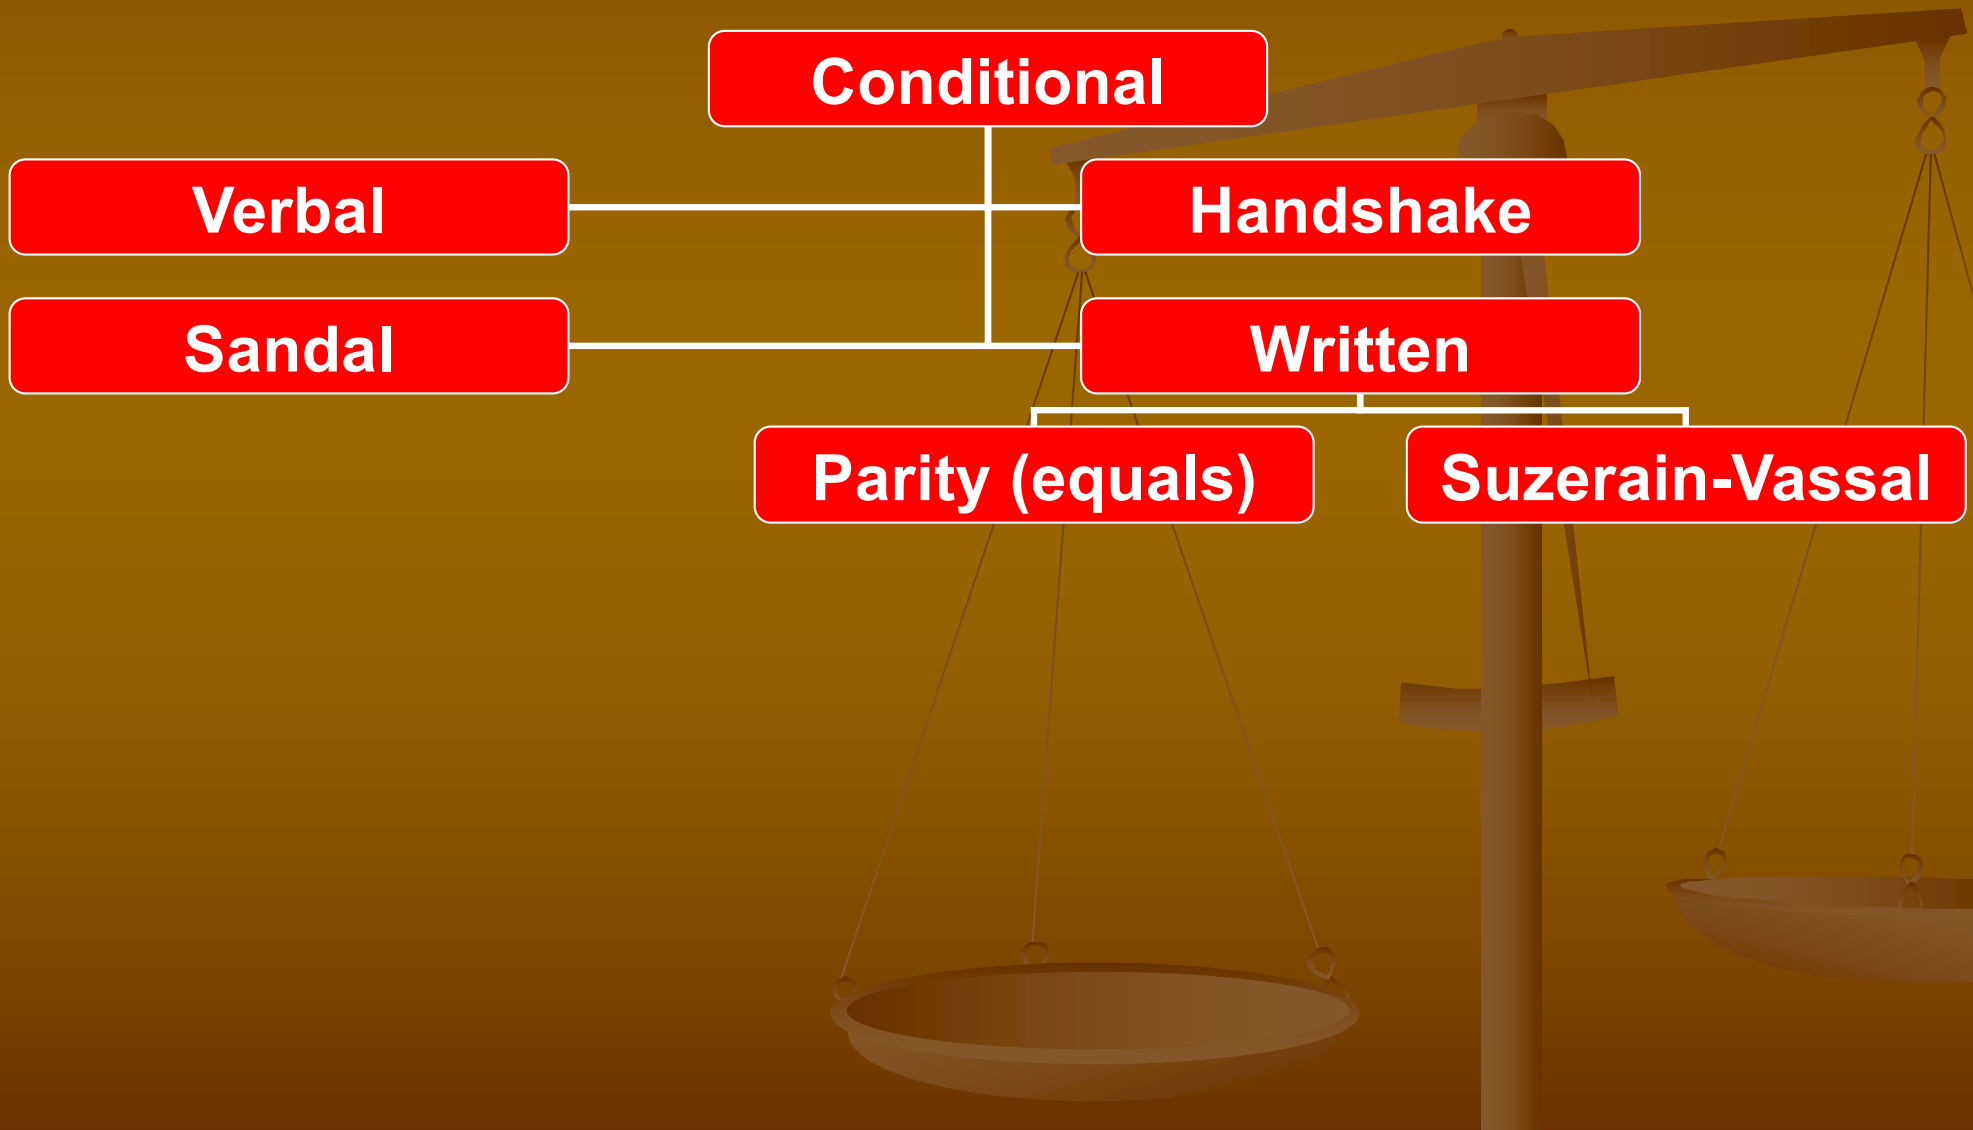 Conditional
Verbal
Handshake
Sandal
Written
Parity (equals)
Suzerain-Vassal